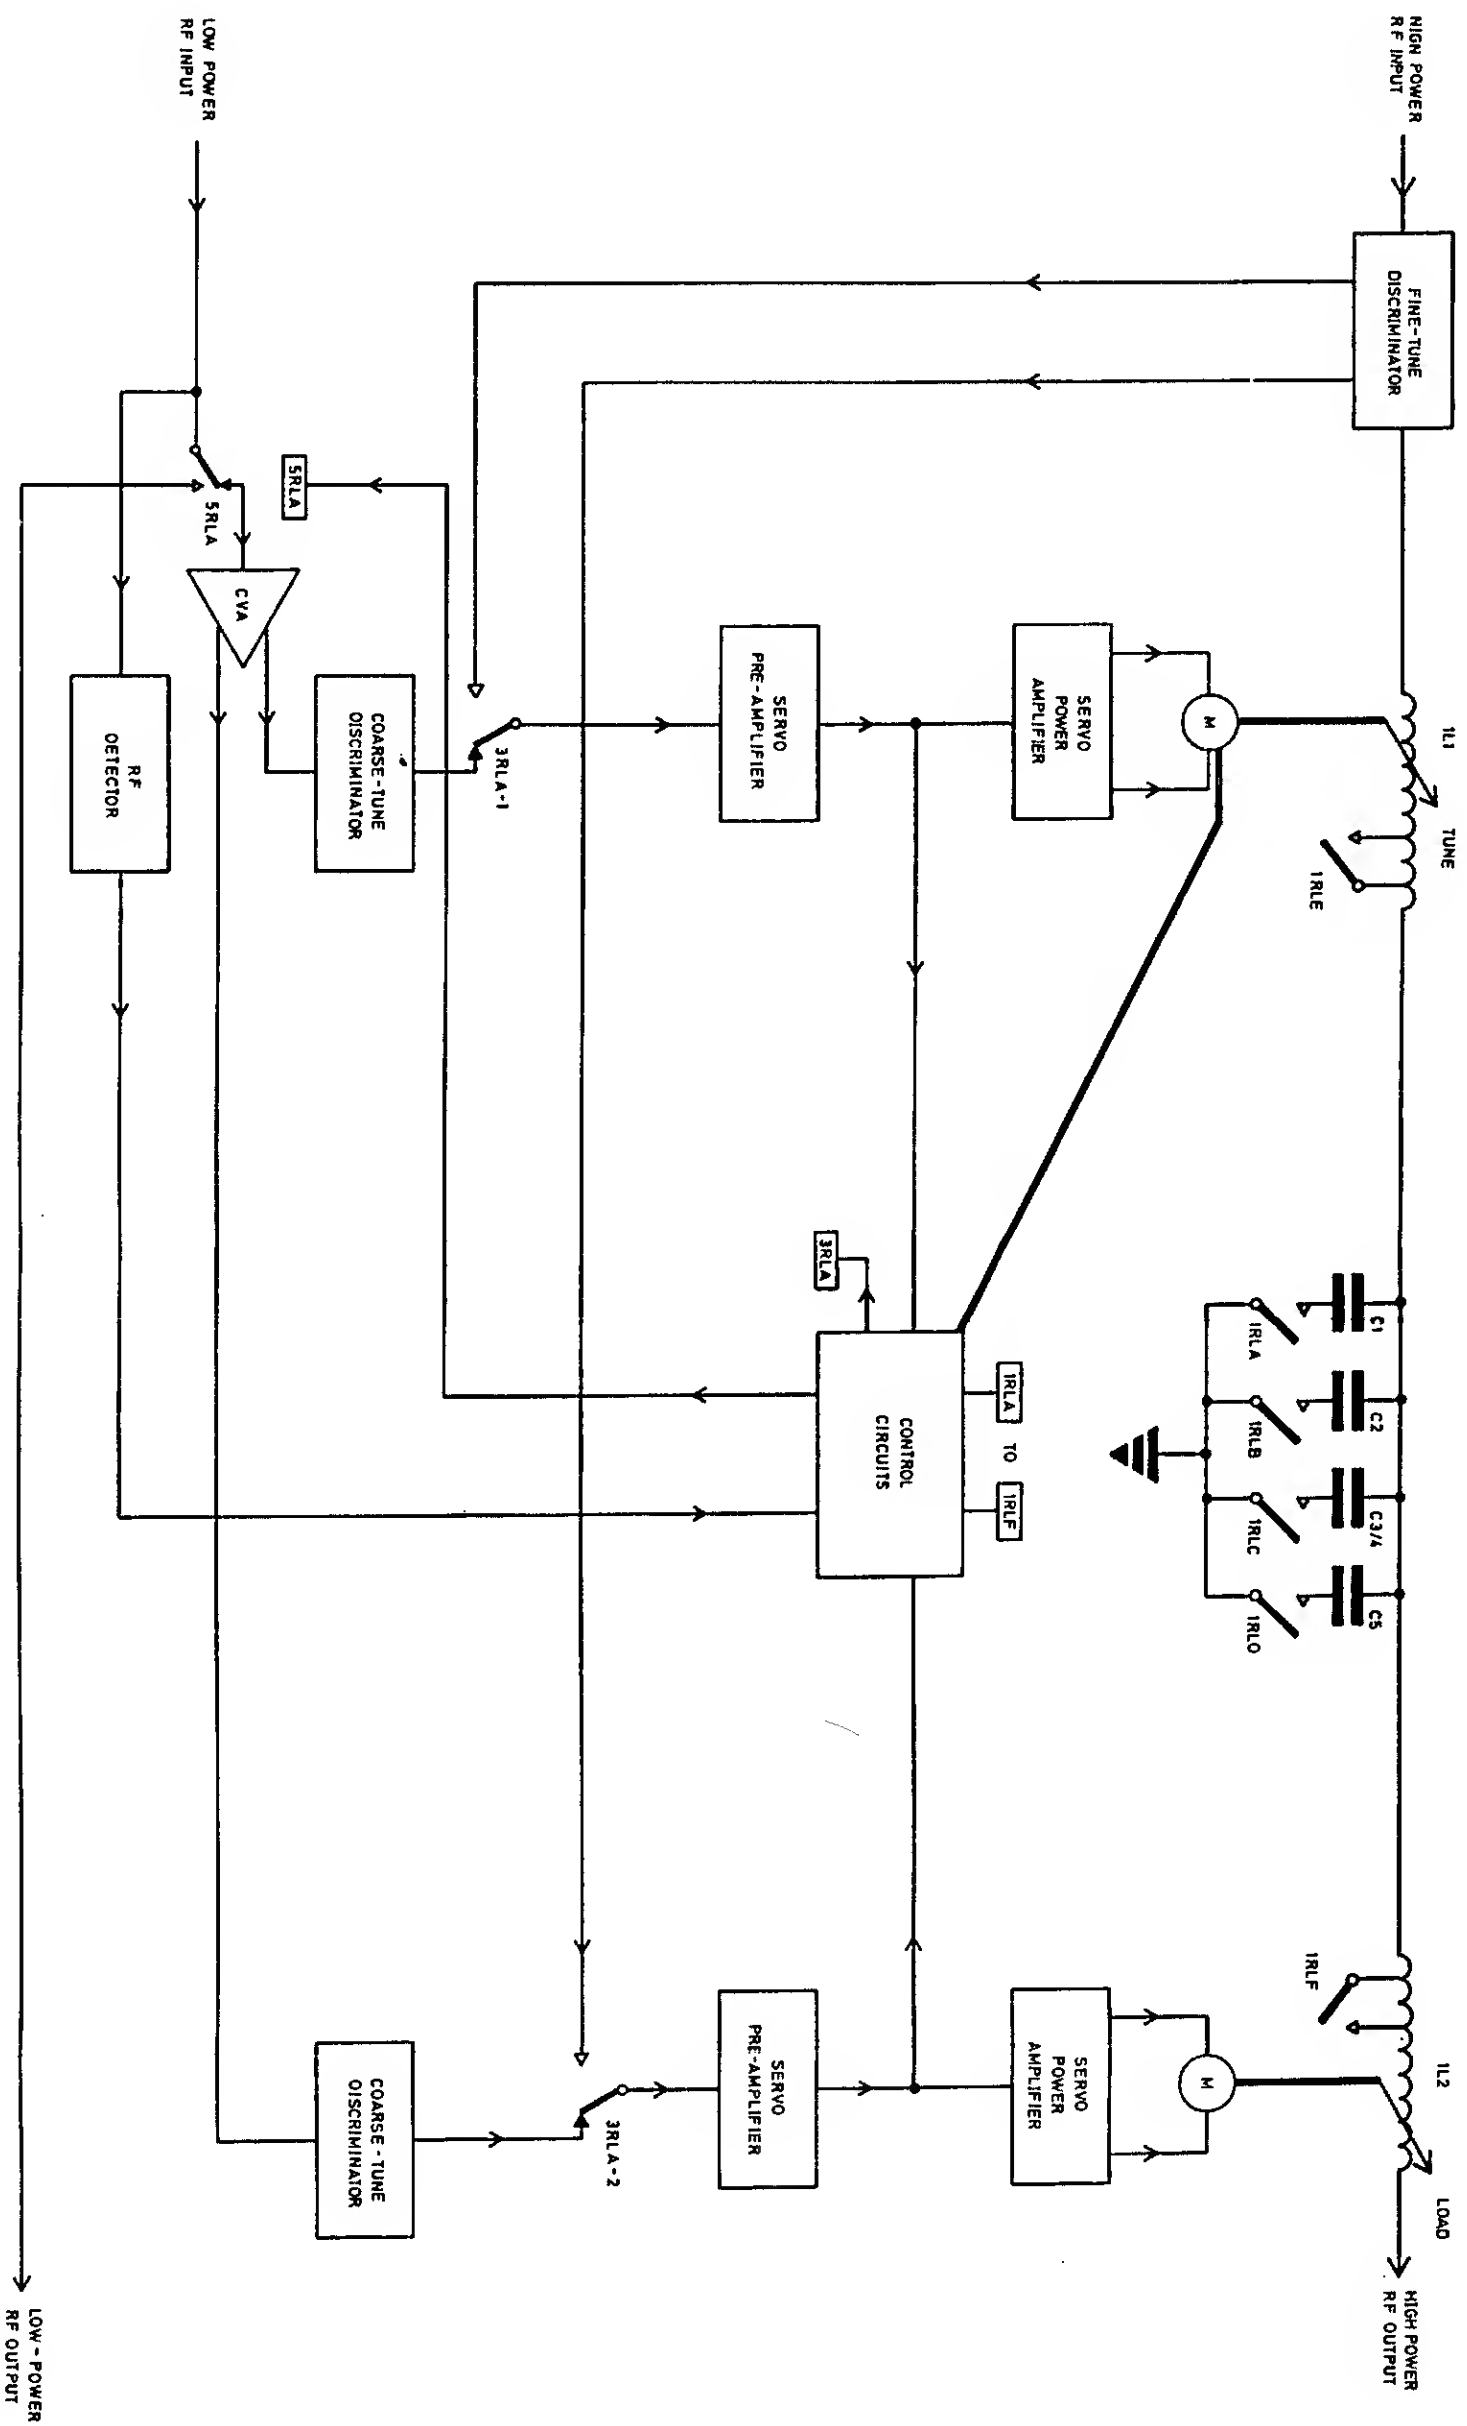 HIGH POWER
RF INPUT
FINE-TUNE
DISCRIMINATOR
1L1
TUNE
1RLE
C1
C2
C3/4
C5
1RLA
1RLB
1RLC
1RLO
1RLF
1L2
LOAD
HIGH POWER
RF OUTPUT
M
M
SERVO
POWER
AMPLIFIER
SERVO
POWER
AMPLIFIER
1RLA TO 1RLF
CONTROL
CIRCUITS
3RLA
SERVO
PRE-AMPLIFIER
SERVO
PRE-AMPLIFIER
3RLA-1
3RLA-2
COARSE-TUNE
DISCRIMINATOR
COARSE-TUNE
OISCRIMINATOR
5RLA
5RLA
CVA
RF
OETECTOR
LOW POWER
RF INPUT
LOW-POWER
RF OUTPUT